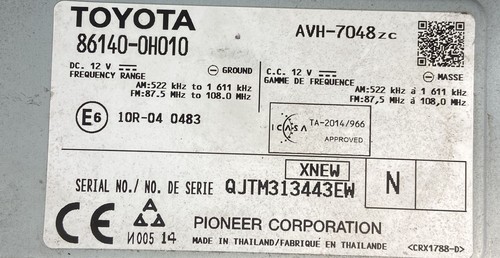 TOYOTA
86140-0H010
AVH-7048zc
DC. 12 V ⊖ GROUND
FREQUENCY RANGE
AM:522 kHz to 1 611 kHz
FM:87.5 MHz to 108.0 MHz
C.C. 12 V ⊖ MASSE
GAMME DE FREQUENCE
AM:522 kHz à 1 611 kHz
FM:87,5 MHz à 108,0 MHz
E6 10R-04 0483
ICASA TA-2014/966
APPROVED
XNEW
SERIAL NO./ NO. DE SERIE QJTM313443EW
N
CE
И005 14
PIONEER CORPORATION
MADE IN THAILAND/FABRIQUÉ EN THAILANDE
<CRX1788-D>